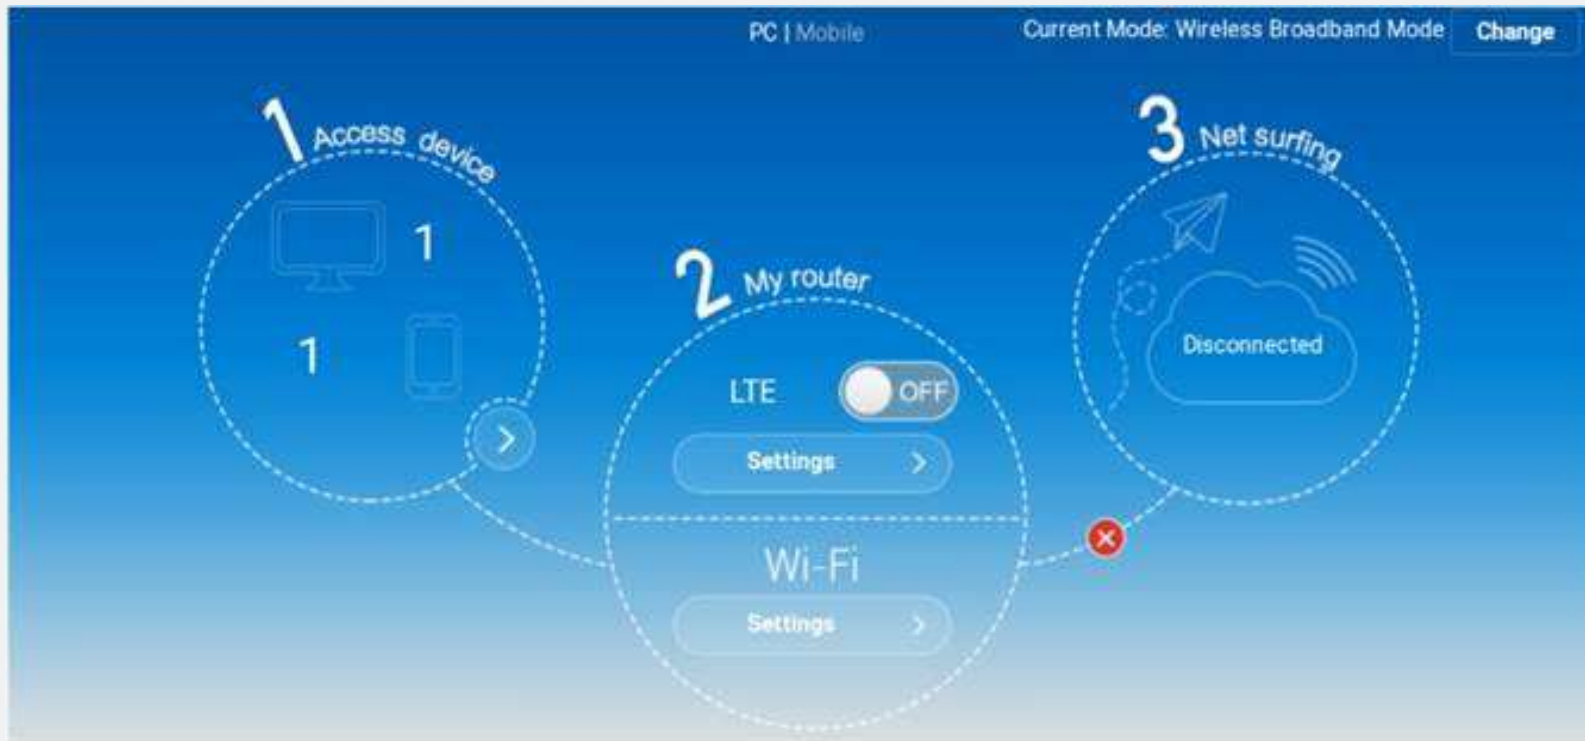 PC | Mobile
Current Mode: Wireless Broadband Mode
Change
1 Access device
1
1
2 My router
LTE
OFF
Settings
Wi-Fi
Settings
3 Net surfing
Disconnected